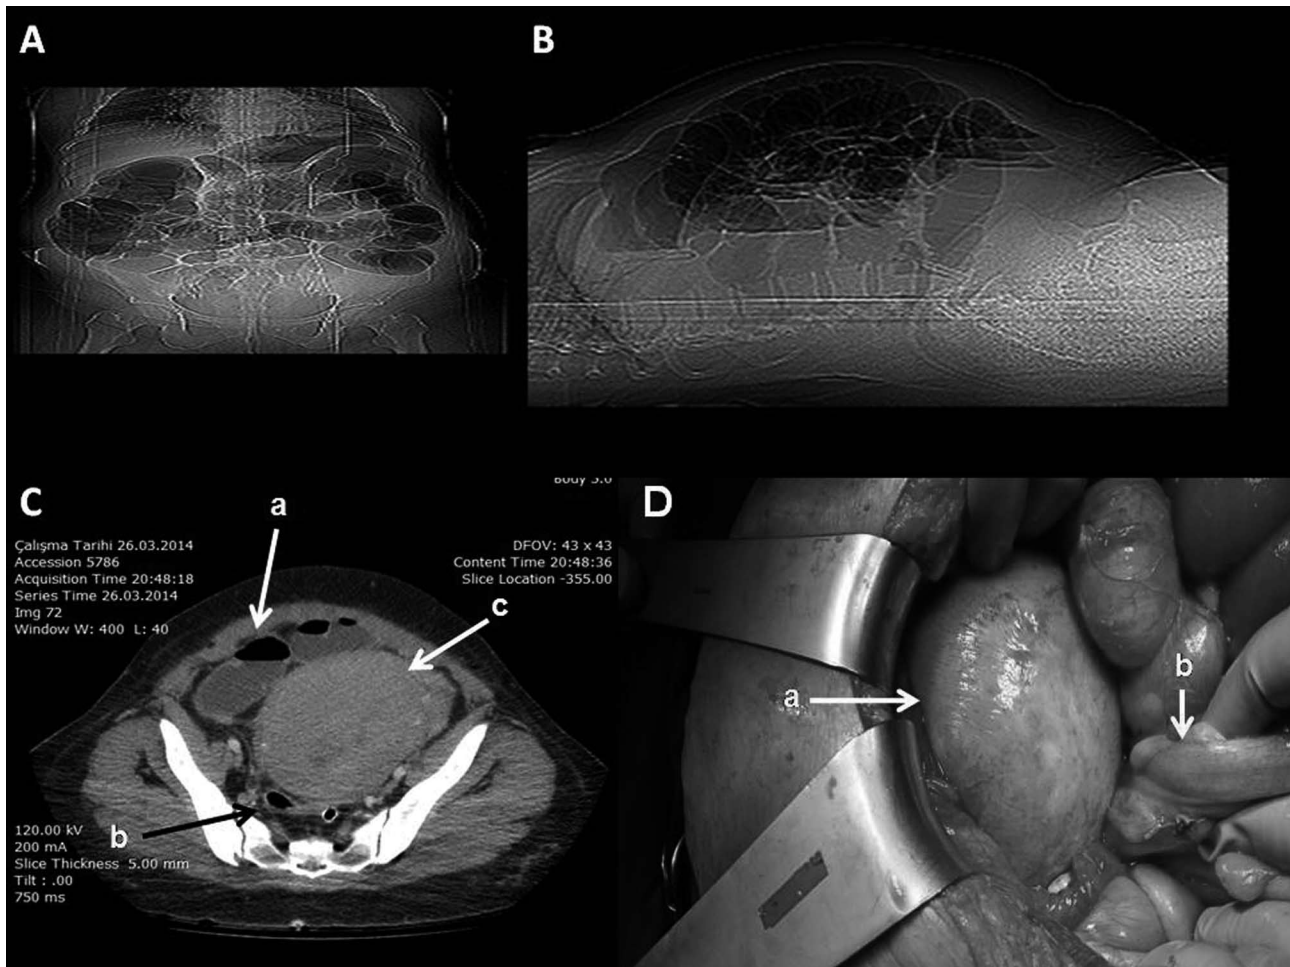 A
B
C
a
Body 5.0
D
Çalışma Tarihi 26.03.2014
Accession 5786
Acquisition Time 20:48:18
Series Time 26.03.2014
Img 72
Window W: 400 L: 40
DFOV: 43 x 43
Content Time 20:48:36
Slice Location -355.00
c
b
a
b
120.00 kV
200 mA
Slice Thickness 5.00 mm
Tilt : .00
750 ms